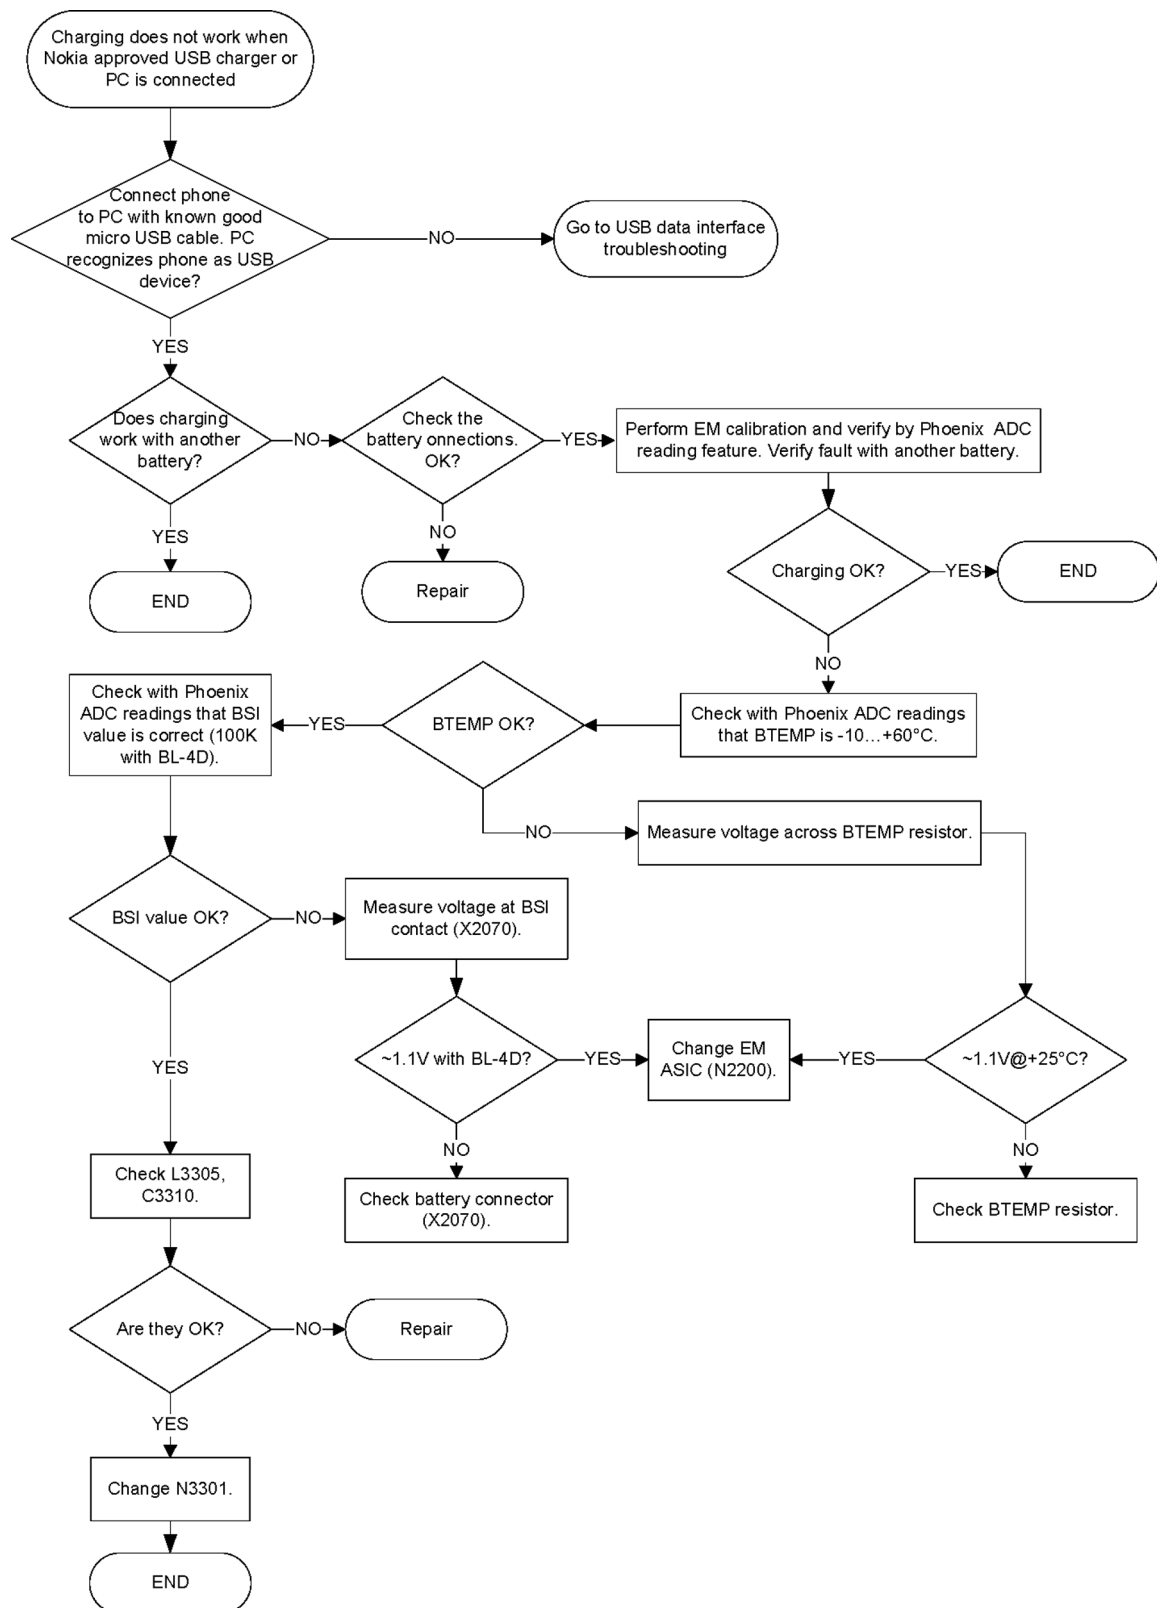 Charging does not work when
Nokia approved USB charger or
PC is connected
Connect phone
to PC with known good
micro USB cable. PC
recognizes phone as USB
device?
NO
Go to USB data interface
troubleshooting
YES
Does charging
work with another
battery?
NO
Check the
battery onnections.
OK?
YES
Perform EM calibration and verify by Phoenix ADC
reading feature. Verify fault with another battery.
YES
END
NO
Repair
Charging OK?
YES
END
NO
Check with Phoenix ADC readings
that BTEMP is -10...+60°C.
BTEMP OK?
YES
Check with Phoenix
ADC readings that BSI
value is correct (100K
with BL-4D).
NO
Measure voltage across BTEMP resistor.
BSI value OK?
NO
Measure voltage at BSI
contact (X2070).
~1.1V with BL-4D?
YES
Change EM
ASIC (N2200).
YES
~1.1V@+25°C?
YES
NO
NO
Check L3305,
C3310.
Check battery connector
(X2070).
Check BTEMP resistor.
Are they OK?
NO
Repair
YES
Change N3301.
END